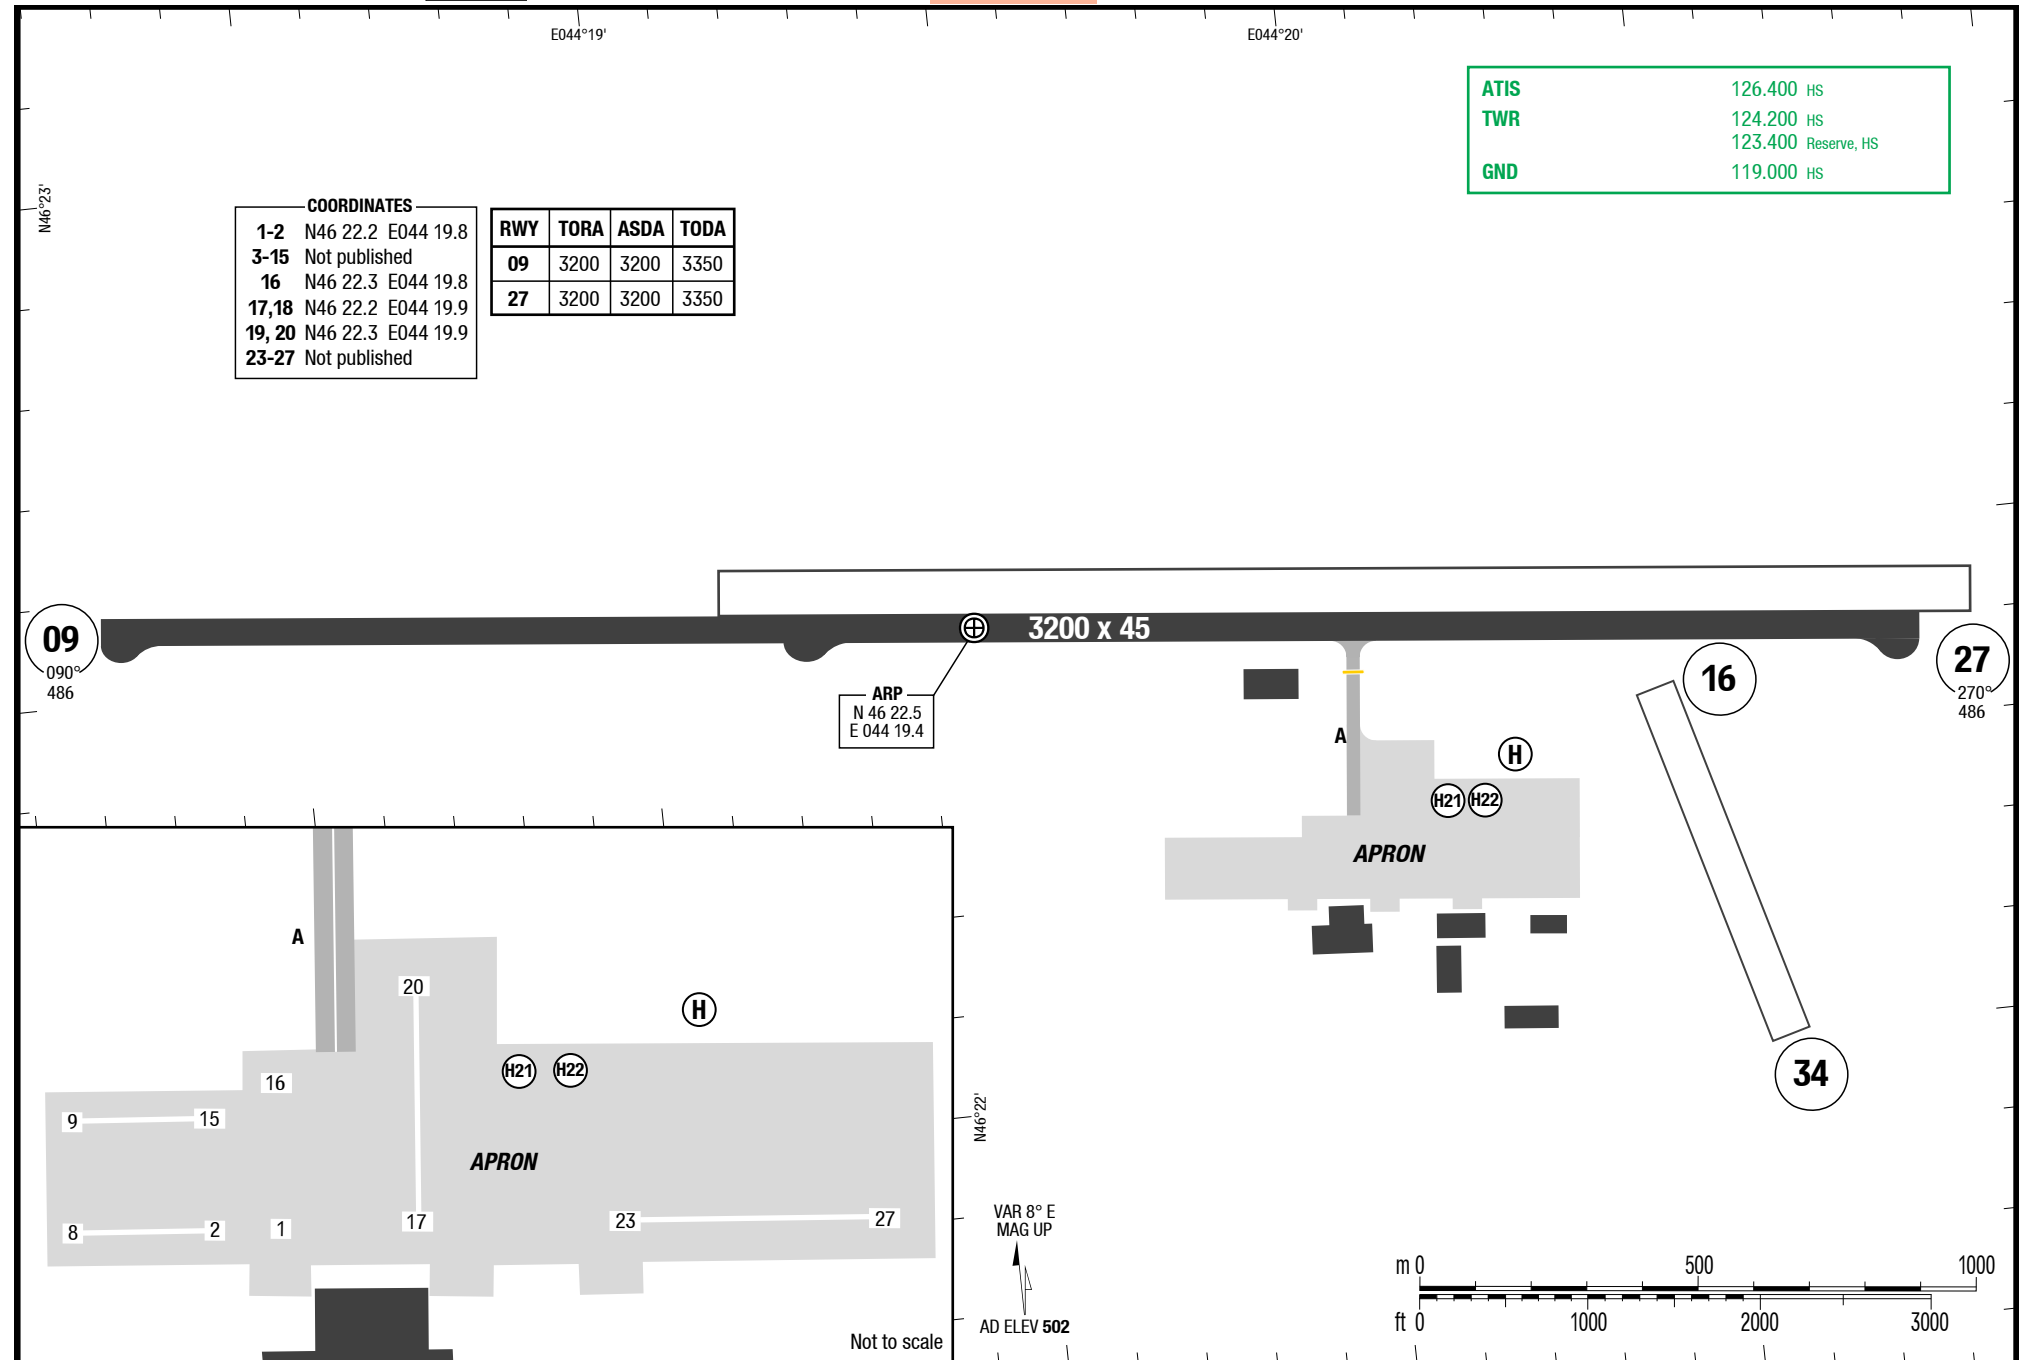 E044°19'
E044°20'
ATIS 126.400 HS
TWR 124.200 HS
123.400 Reserve, HS
GND 119.000 HS
N46°23'
COORDINATES
1-2 N46 22.2 E044 19.8
3-15 Not published
16 N46 22.3 E044 19.8
17,18 N46 22.2 E044 19.9
19, 20 N46 22.3 E044 19.9
23-27 Not published
RWY TORA ASDA TODA
09 3200 3200 3350
27 3200 3200 3350
09
090°
486
3200 x 45
27
270°
486
16
ARP
N 46 22.5
E 044 19.4
A
H
H21 H22
APRON
34
A
20
H
H21 H22
16
9 15
APRON
8 2 1 17 23 27
Not to scale
N46°22'
VAR 8° E
MAG UP
AD ELEV 502
m 0 500 1000
ft 0 1000 2000 3000